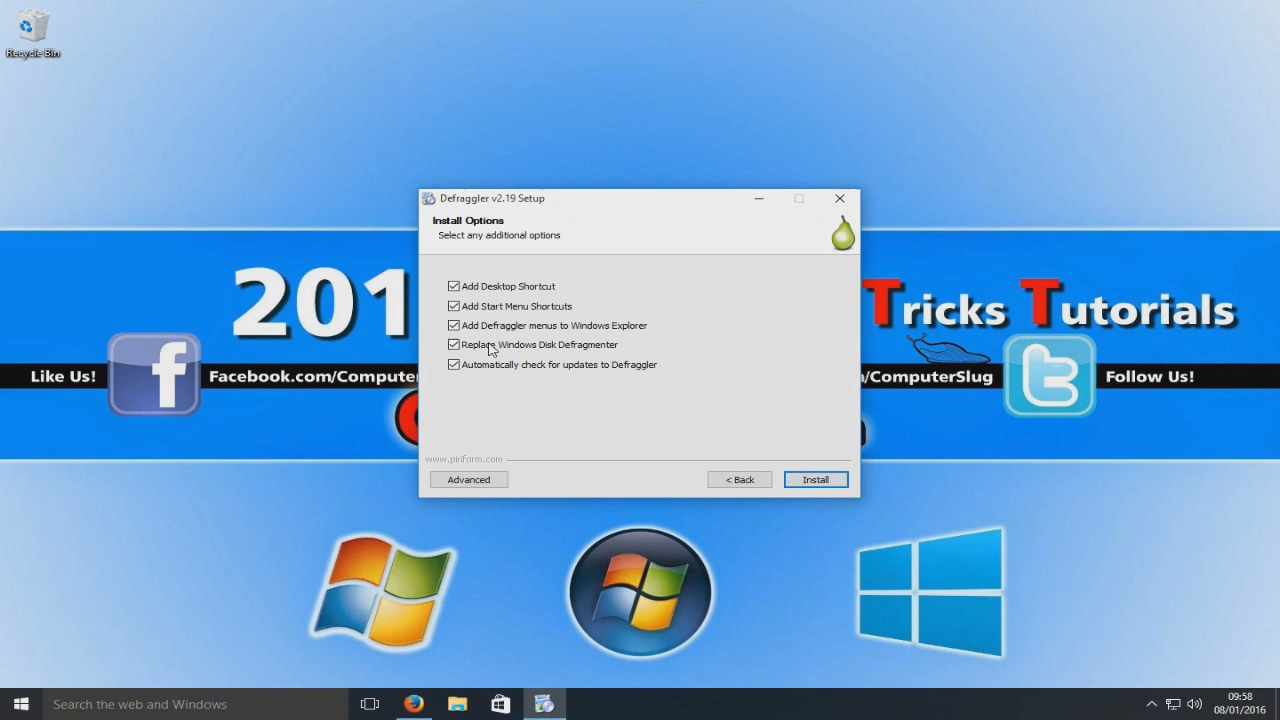 Recycle Bin
Defraggler v2.19 Setup
Install Options
Select any additional options
Add Desktop Shortcut
Add Start Menu Shortcuts
Add Defraggler menus to Windows Explorer
Replace Windows Disk Defragmenter
Automatically check for updates to Defraggler
www.piriform.com
Advanced
< Back
Install
201
Tricks Tutorials
Like Us!
f
Facebook.com/Computer
/ComputerSlug
t
Follow Us!
Search the web and Windows
09:58
08/01/2016